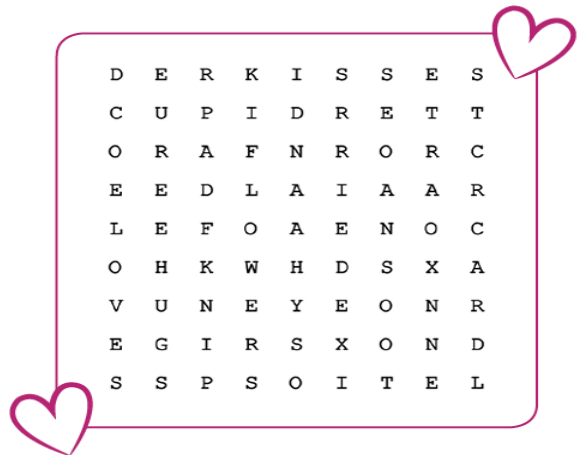 D E R K I S S E S
C U P I D R E T T
O R A F N R O R C
E E D L A I A A R
L E F O A E N O C
O H K W H D S X A
V U N E Y E O N R
E G I R S X O N D
S S P S O I T E L